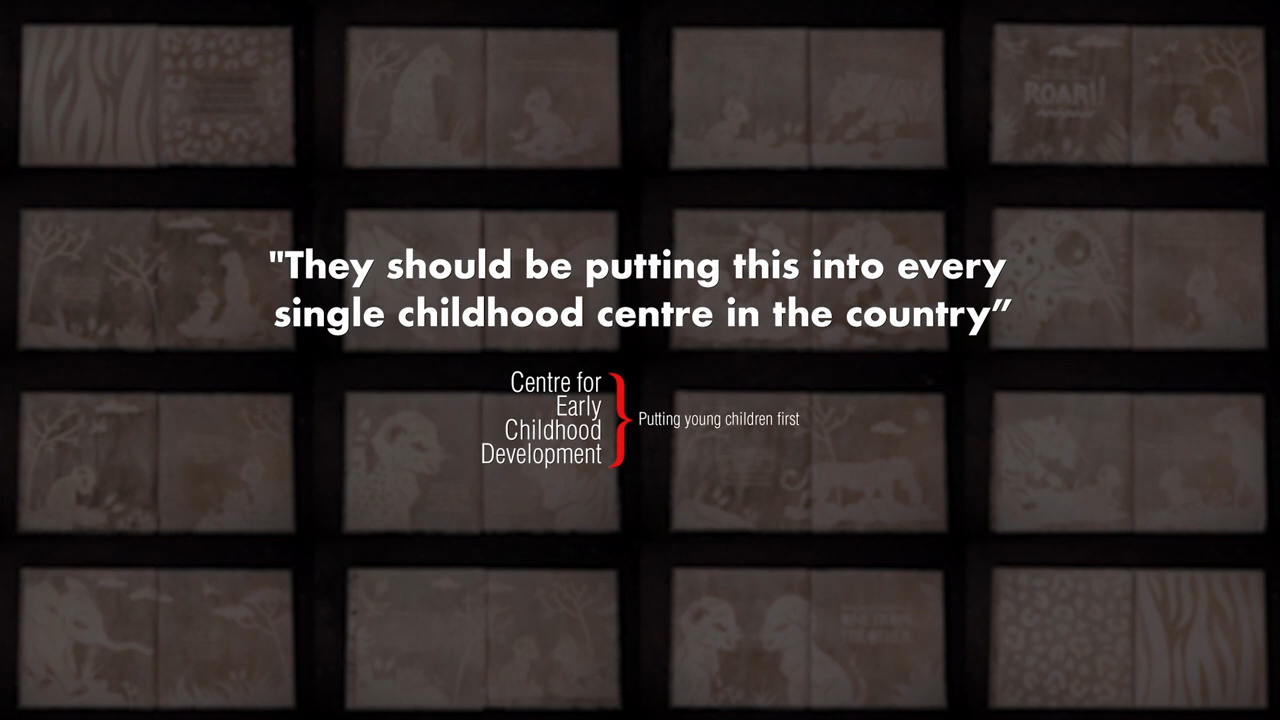 ROAR!!
"They should be putting this into every
single childhood centre in the country”
Centre for
Early
Childhood
Development
Putting young children first